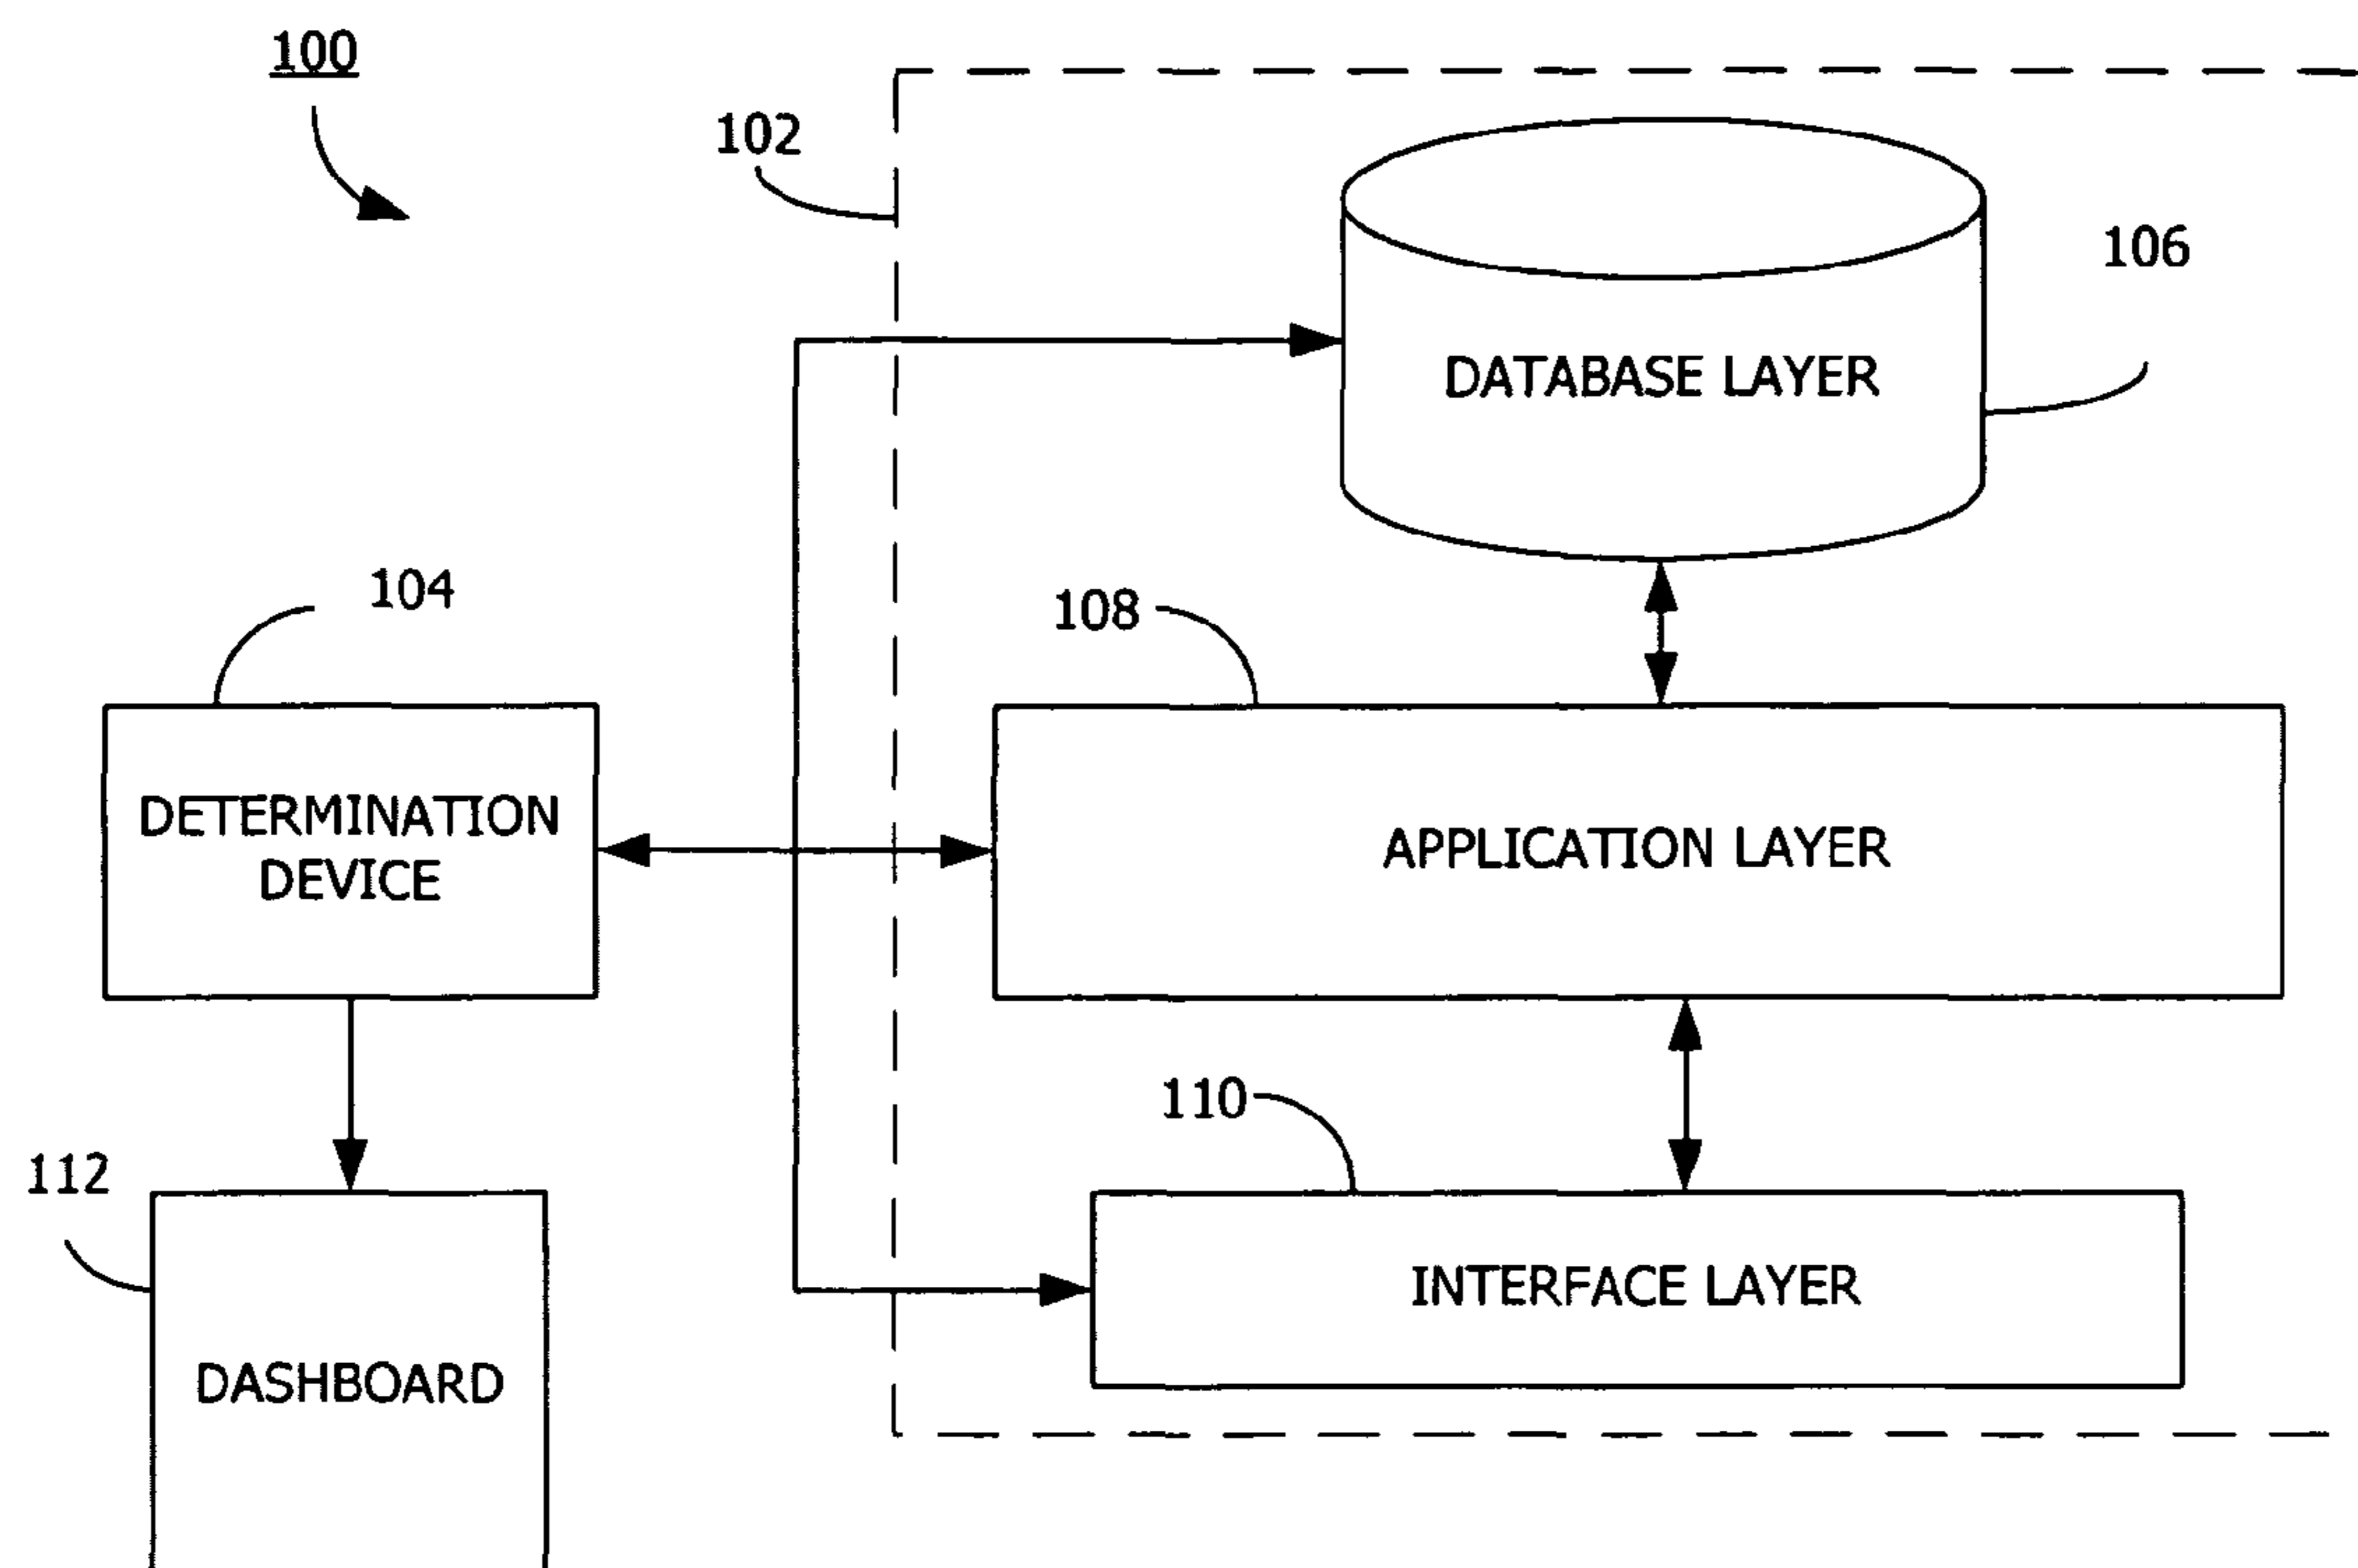 100
102
106
DATABASE LAYER
104
108
DETERMINATION
DEVICE
APPLICATION LAYER
110
112
INTERFACE LAYER
DASHBOARD